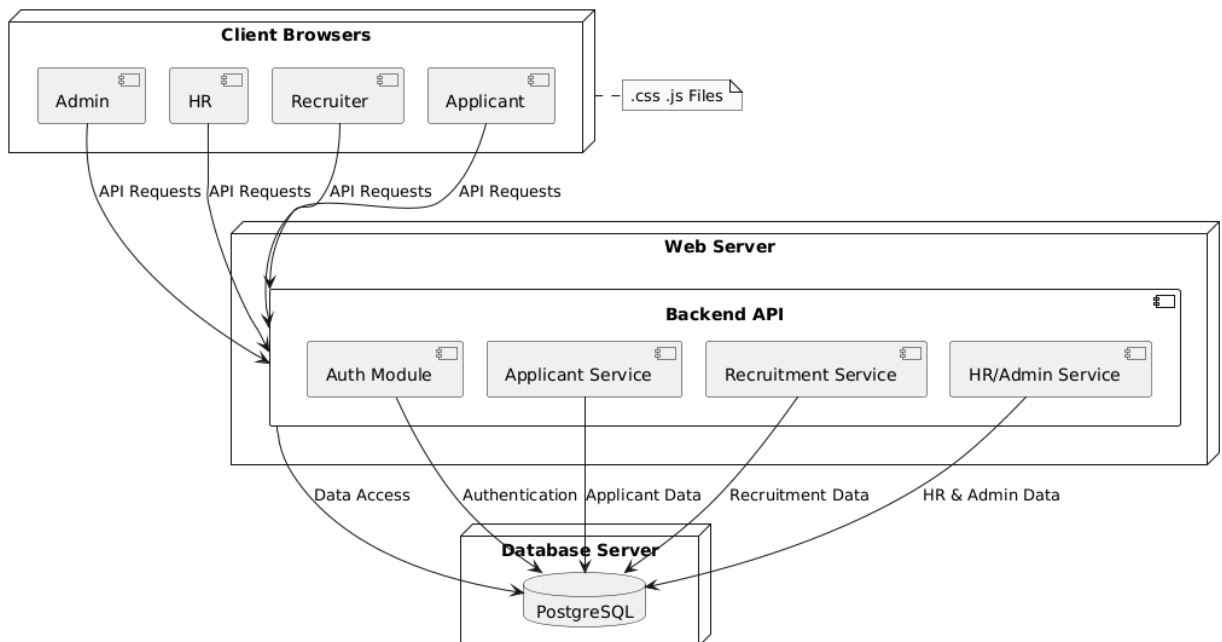 Client Browsers
Admin
HR
Recruiter
Applicant
.css .js Files
API Requests
API Requests
API Requests
API Requests
Web Server
Backend API
Auth Module
Applicant Service
Recruitment Service
HR/Admin Service
Data Access
Authentication
Applicant Data
Recruitment Data
HR & Admin Data
Database Server
PostgreSQL